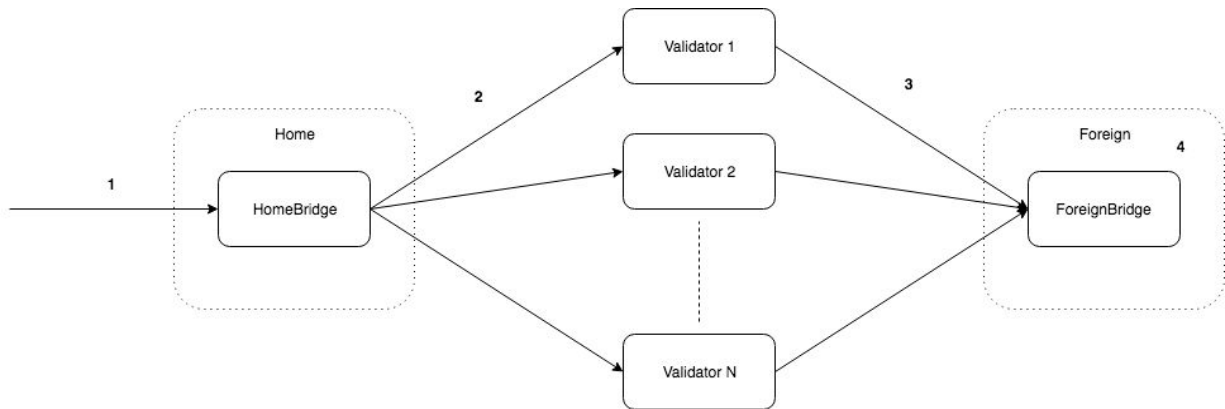 Validator 1
2
3
Home
Foreign
4
1
Validator 2
HomeBridge
ForeignBridge
Validator N